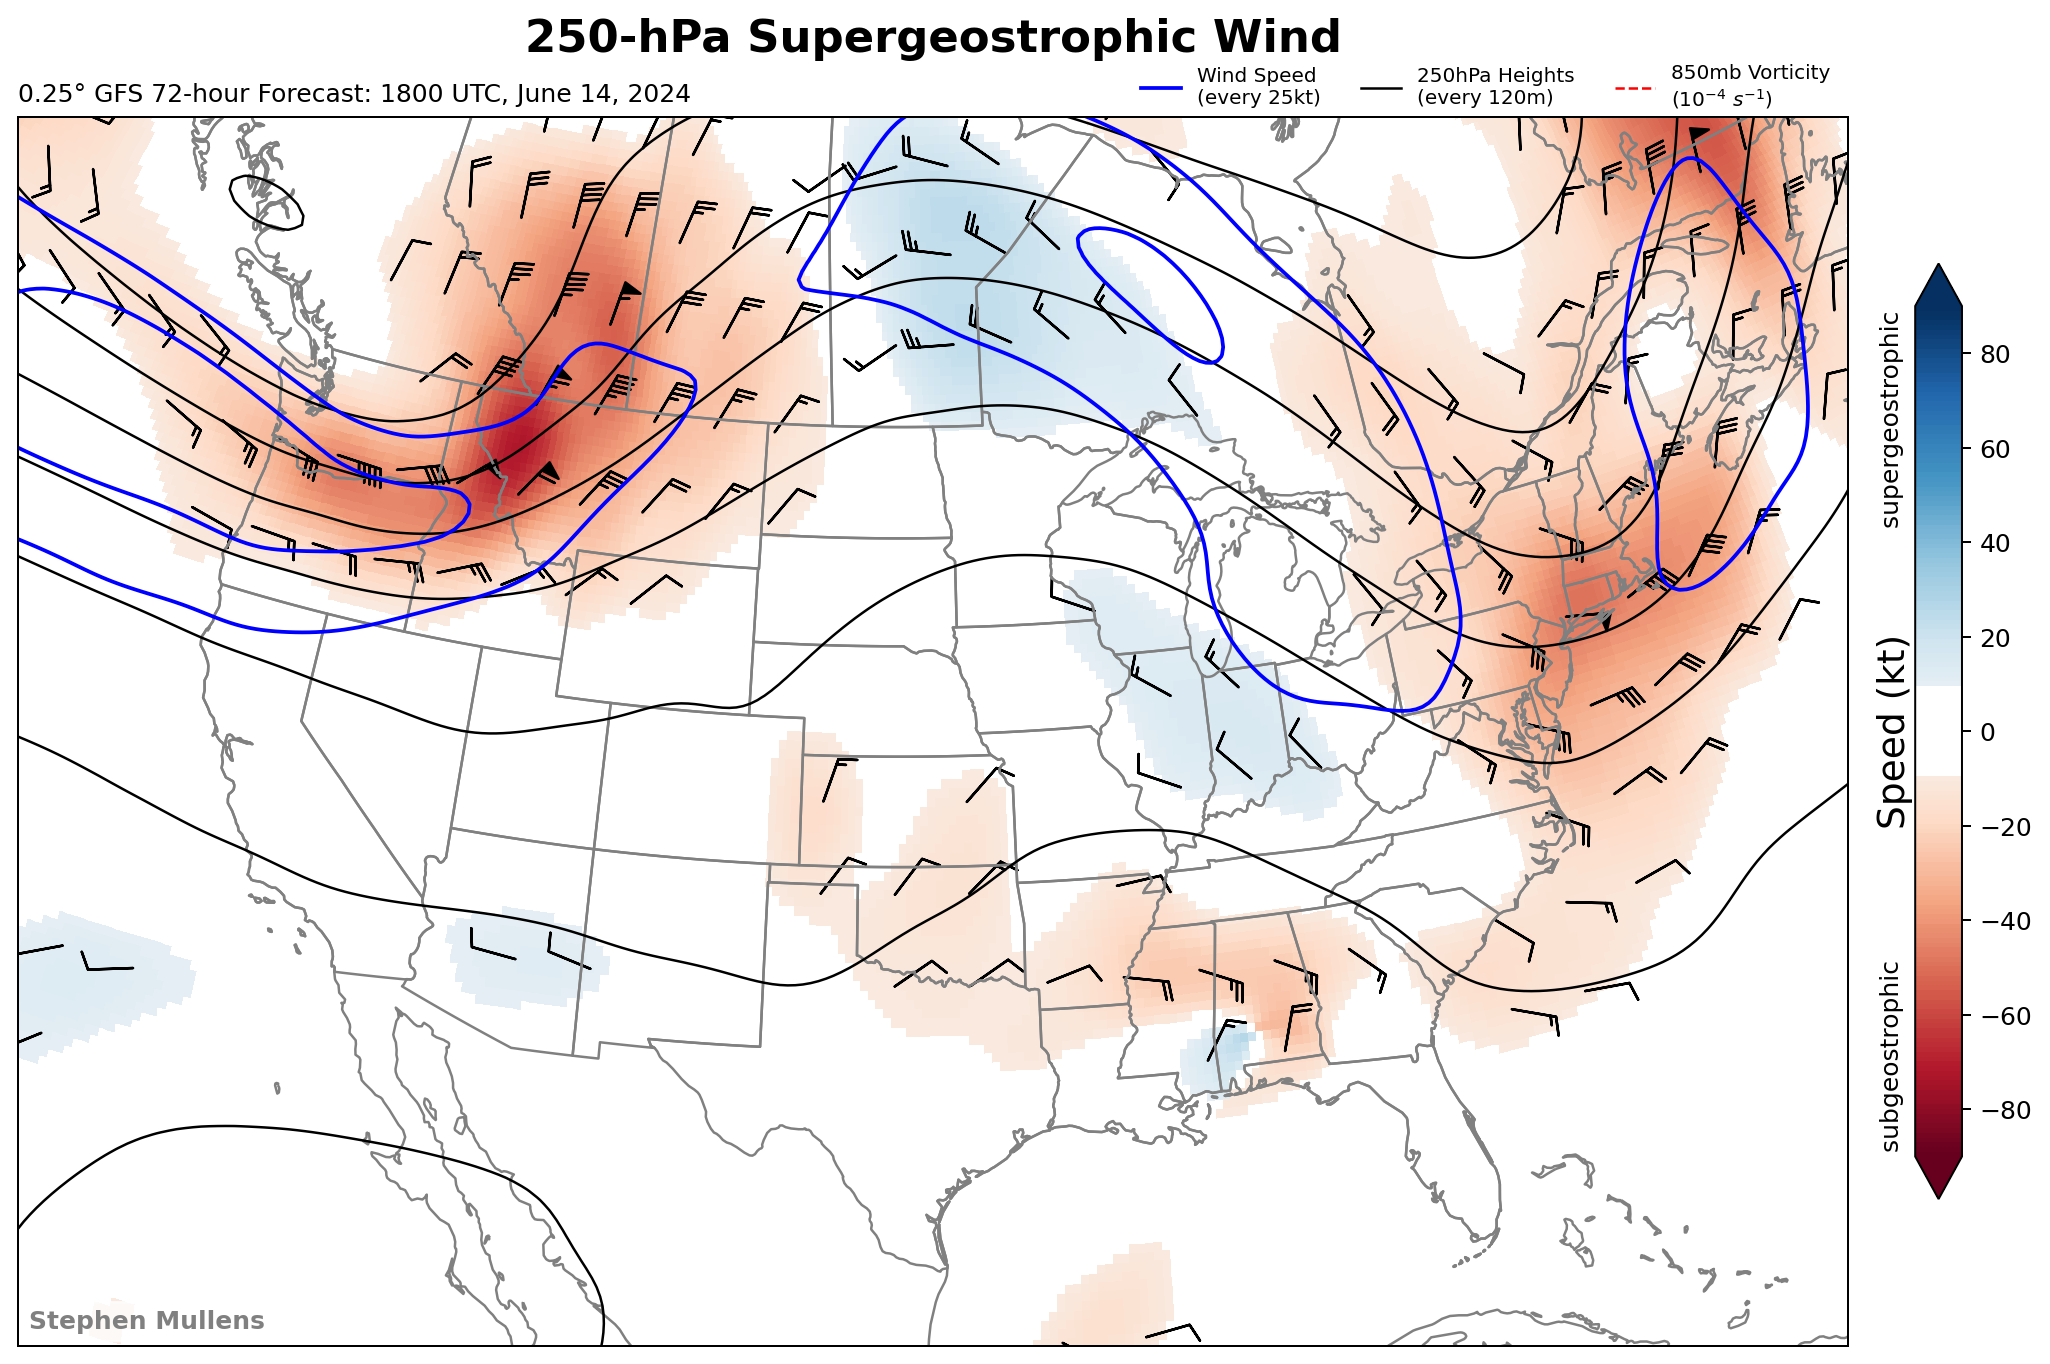 250-hPa Supergeostrophic Wind
0.25° GFS 72-hour Forecast: 1800 UTC, June 14, 2024
Wind Speed
(every 25kt)
250hPa Heights
(every 120m)
850mb Vorticity
(10⁻⁴ s⁻¹)
supergeostrophic
subgeostrophic
Speed (kt)
80
60
40
20
0
−20
−40
−60
−80
Stephen Mullens